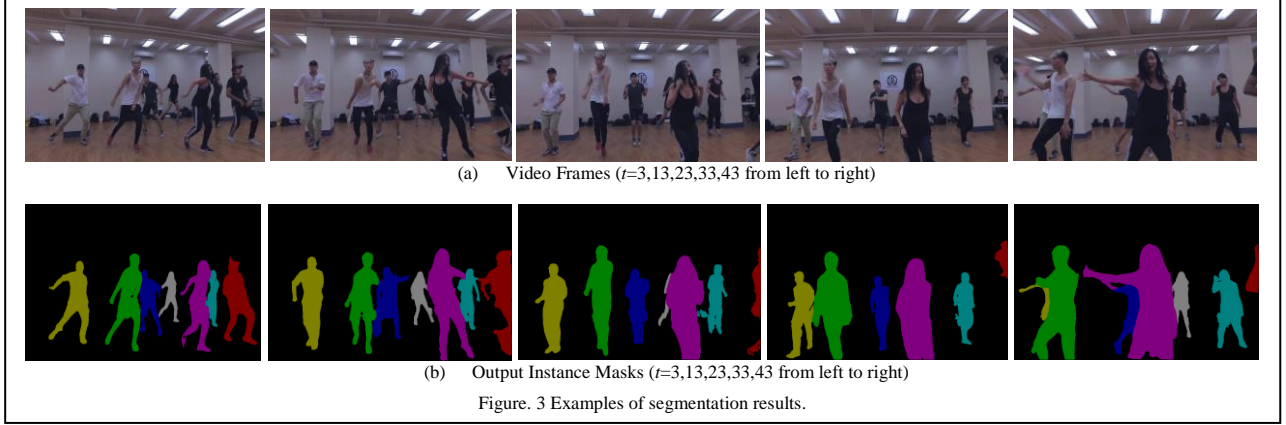 (a) Video Frames (t=3,13,23,33,43 from left to right)
(b) Output Instance Masks (t=3,13,23,33,43 from left to right)
Figure. 3 Examples of segmentation results.